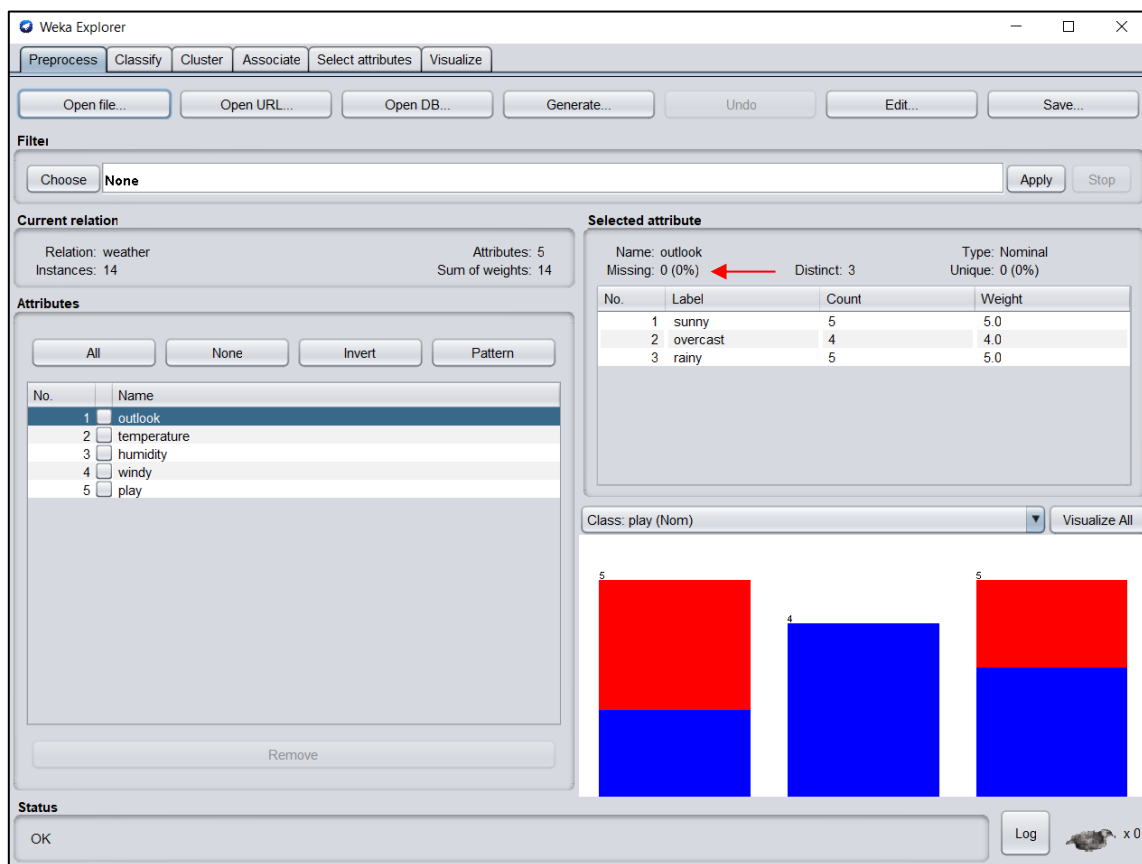 Weka Explorer
Preprocess Classify Cluster Associate Select attributes Visualize
Open file... Open URL... Open DB... Generate... Undo Edit... Save...
Filter
Choose None Apply Stop
Current relation
Relation: weather Attributes: 5
Instances: 14 Sum of weights: 14
Attributes
All None Invert Pattern
No. Name
1 outlook
2 temperature
3 humidity
4 windy
5 play
Remove
Selected attribute
Name: outlook Type: Nominal
Missing: 0 (0%) Distinct: 3 Unique: 0 (0%)
No. Label Count Weight
1 sunny 5 5.0
2 overcast 4 4.0
3 rainy 5 5.0
Class: play (Nom) Visualize All
5 4 5
Status
OK Log x 0